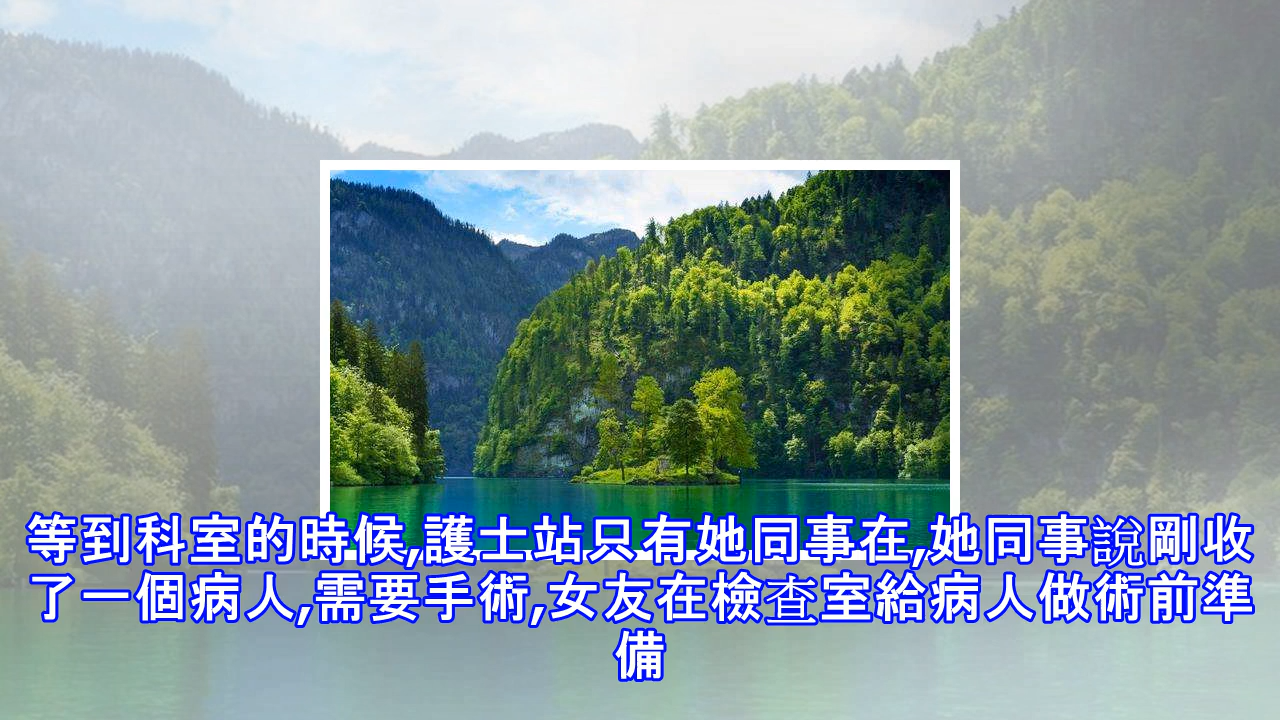 等到科室的時候,護士站只有她同事在,她同事說剛收
了一個病人,需要手術,女友在檢查室給病人做術前準
備